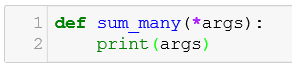 1 def sum_many(*args):
2     print(args)